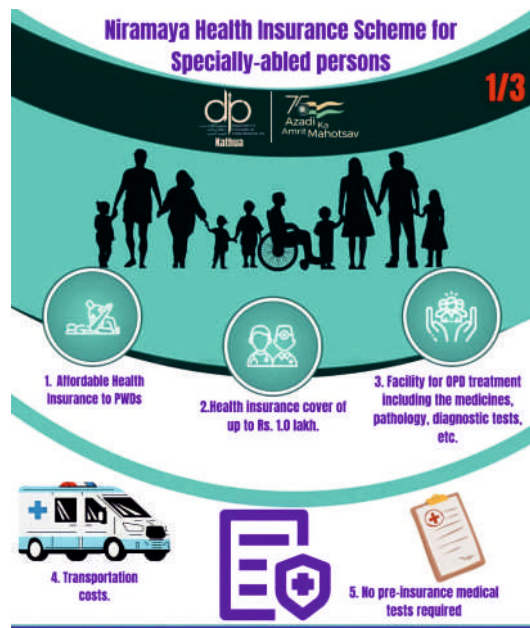 Niramaya Health Insurance Scheme for
Specially-abled persons
1/3
dip
Kathua
75
Azadi Ka
Amrit Mahotsav
1. Affordable Health
Insurance to PWDs
2.Health insurance cover of
up to Rs. 1.0 lakh.
3. Facility for OPD treatment
including the medicines,
pathology, diagnostic tests,
etc.
4. Transportation
costs.
5. No pre-insurance medical
tests required